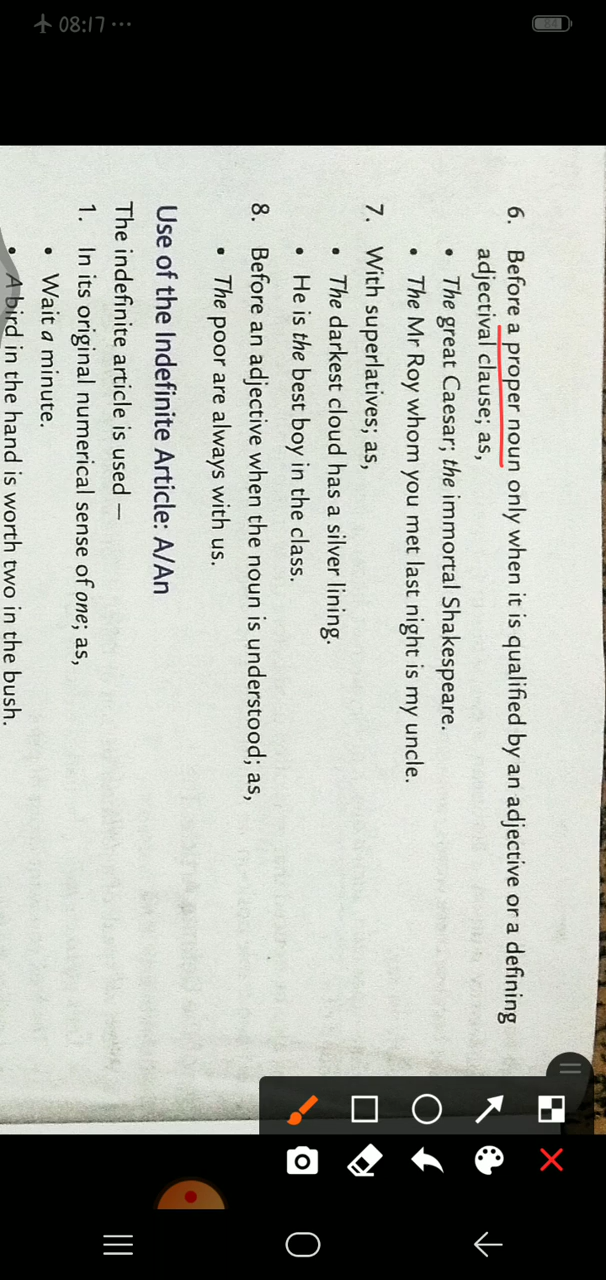 08:17 ...
84
6. Before a proper noun only when it is qualified by an adjective or a defining
adjectival clause; as,
• The great Caesar; the immortal Shakespeare.
• The Mr Roy whom you met last night is my uncle.
7. With superlatives; as,
• The darkest cloud has a silver lining.
• He is the best boy in the class.
8. Before an adjective when the noun is understood; as,
• The poor are always with us.
Use of the Indefinite Article: A/An
The indefinite article is used —
1. In its original numerical sense of one; as,
• Wait a minute.
• A bird in the hand is worth two in the bush.